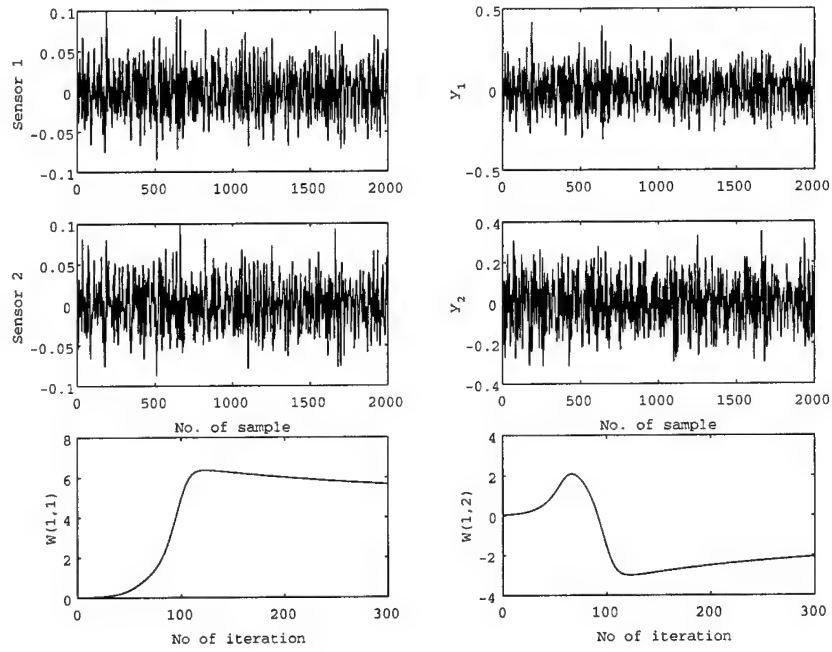 0.1
0.05
0
-0.05
-0.1
Sensor 1
0 500 1000 1500 2000
0.5
0
-0.5
y1
0 500 1000 1500 2000
0.1
0.05
0
-0.05
-0.1
Sensor 2
0 500 1000 1500 2000
No. of sample
0.4
0.2
0
-0.2
-0.4
y2
0 500 1000 1500 2000
No. of sample
8
6
4
2
0
W(1,1)
0 100 200 300
No of iteration
4
2
0
-2
-4
W(1,2)
0 100 200 300
No of iteration